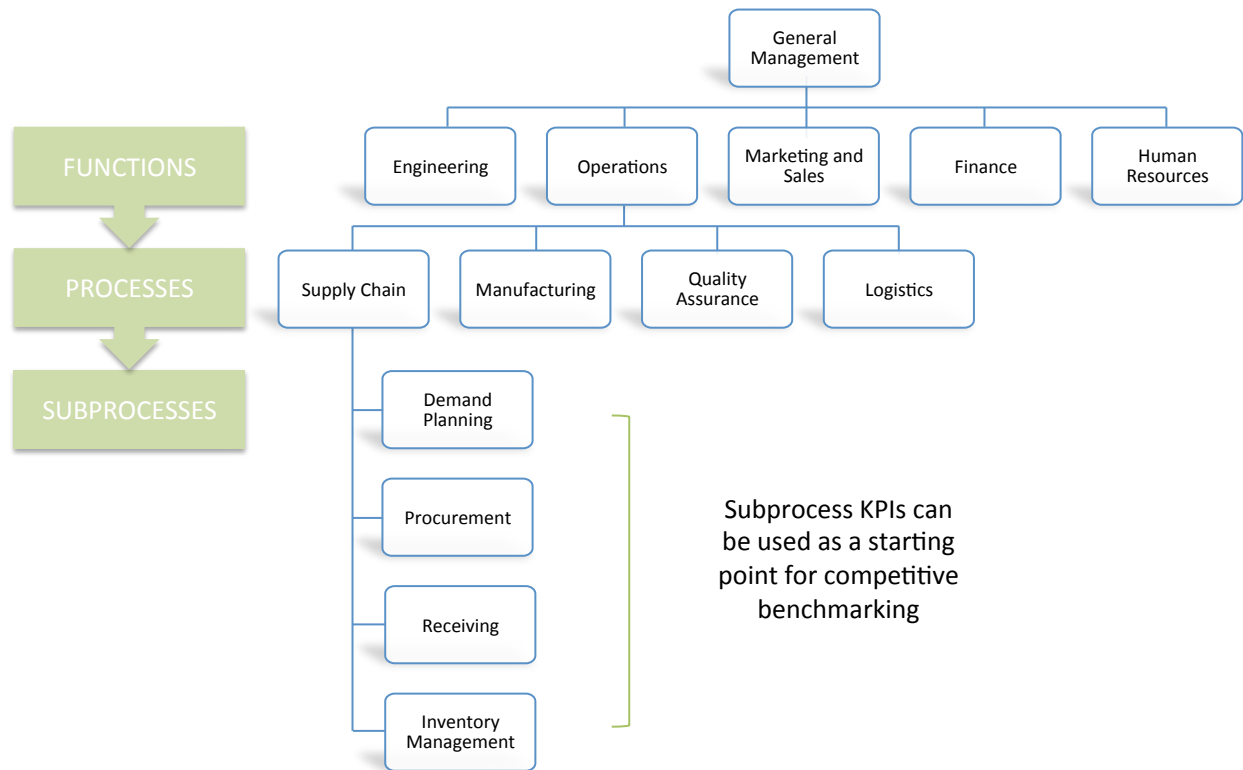 General
Management
FUNCTIONS
Engineering
Operations
Marketing and
Sales
Finance
Human
Resources
PROCESSES
Supply Chain
Manufacturing
Quality
Assurance
Logistics
SUBPROCESSES
Demand
Planning
Procurement
Receiving
Inventory
Management
Subprocess KPIs can
be used as a starting
point for competitive
benchmarking